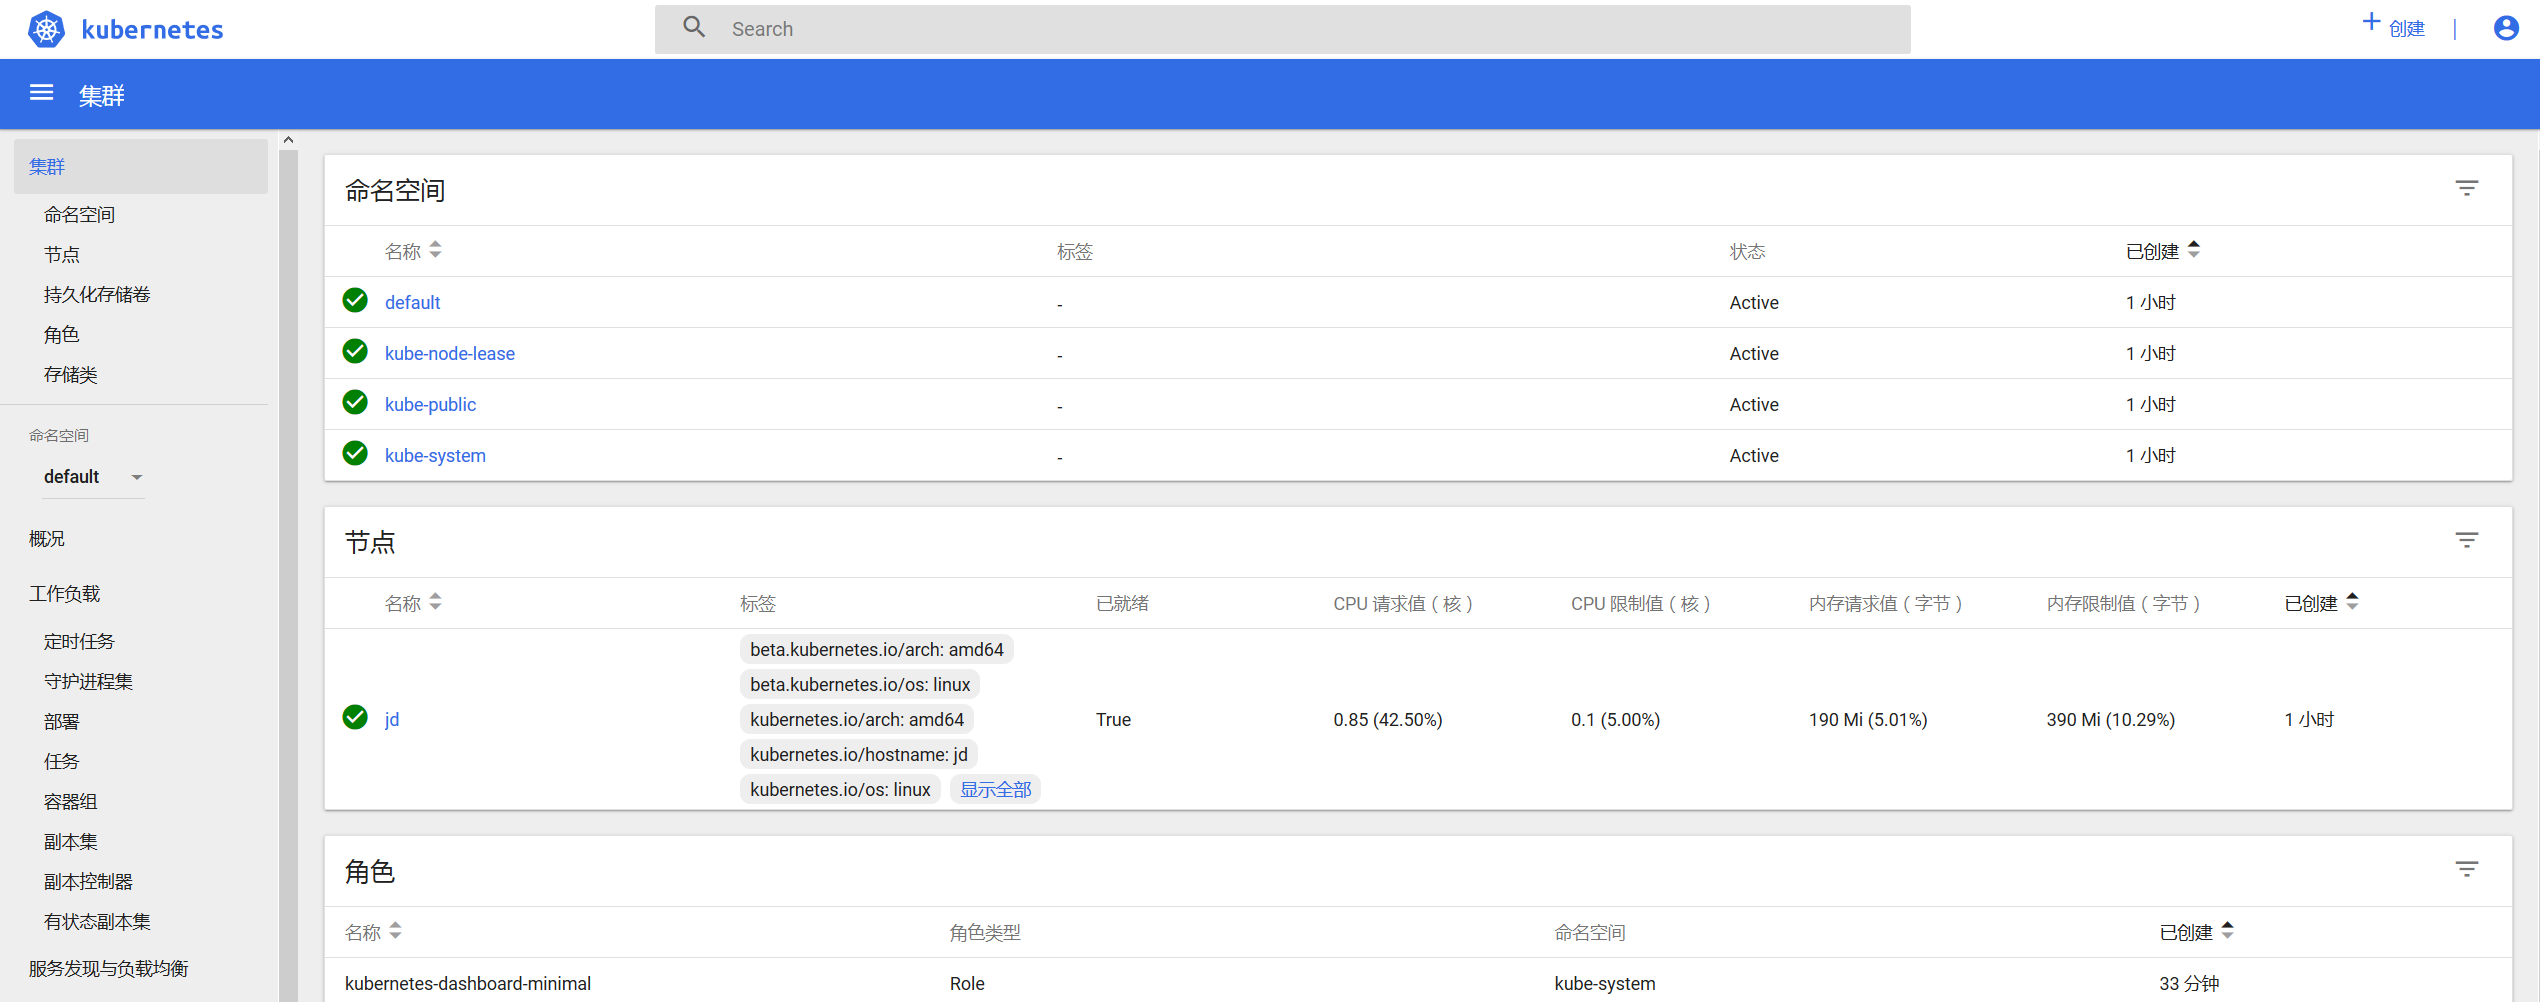 kubernetes
Search
创建
集群
集群
命名空间
节点
持久化存储卷
角色
存储类
命名空间
default
概况
工作负载
定时任务
守护进程集
部署
任务
容器组
副本集
副本控制器
有状态副本集
服务发现与负载均衡
命名空间
名称 标签 状态 已创建
default - Active 1 小时
kube-node-lease - Active 1 小时
kube-public - Active 1 小时
kube-system - Active 1 小时
节点
名称 标签 已就绪 CPU 请求值 ( 核 ) CPU 限制值 ( 核 ) 内存请求值 ( 字节 ) 内存限制值 ( 字节 ) 已创建
beta.kubernetes.io/arch: amd64
beta.kubernetes.io/os: linux
jd kubernetes.io/arch: amd64 True 0.85 (42.50%) 0.1 (5.00%) 190 Mi (5.01%) 390 Mi (10.29%) 1 小时
kubernetes.io/hostname: jd
kubernetes.io/os: linux 显示全部
角色
名称 角色类型 命名空间 已创建
kubernetes-dashboard-minimal Role kube-system 33 分钟